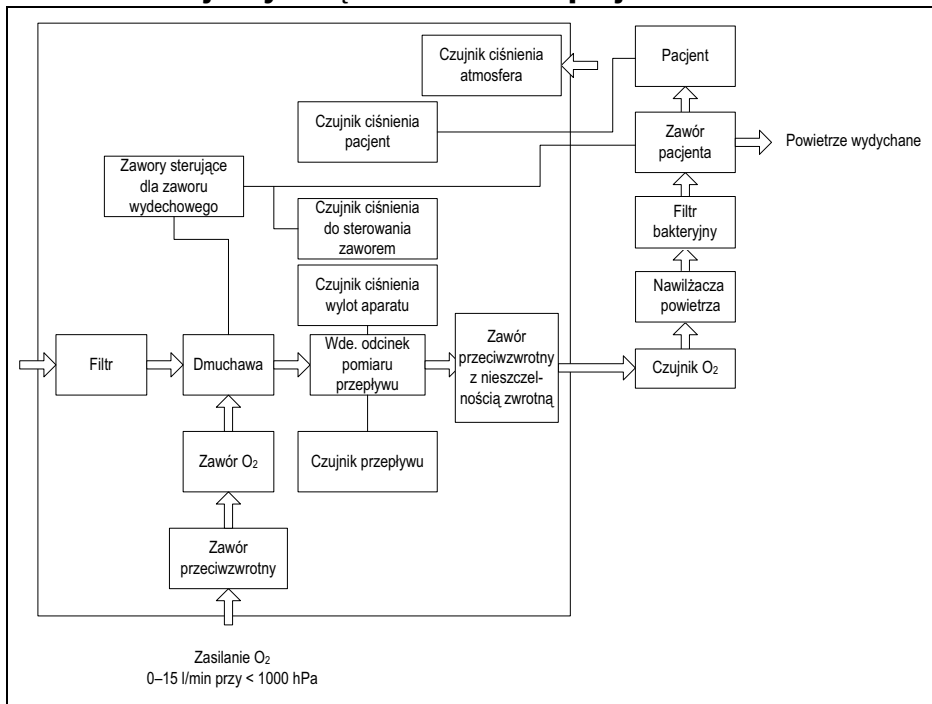 Czujnik ciśnienia
atmosfera
Pacjent
Czujnik ciśnienia
pacjent
Zawór
pacjenta
Powietrze wydychane
Zawory sterujące
dla zaworu
wydechowego
Czujnik ciśnienia
do sterowania
zaworem
Filtr
bakteryjny
Czujnik ciśnienia
wylot aparatu
Nawilżacza
powietrza
Filtr
Dmuchawa
Wde. odcinek
pomiaru
przepływu
Zawór
przeciwzwrotny
z nieszczel-
nością zwrotną
Czujnik O₂
Zawór O₂
Czujnik przepływu
Zawór
przeciwzwrotny
Zasilanie O₂
0–15 l/min przy < 1000 hPa